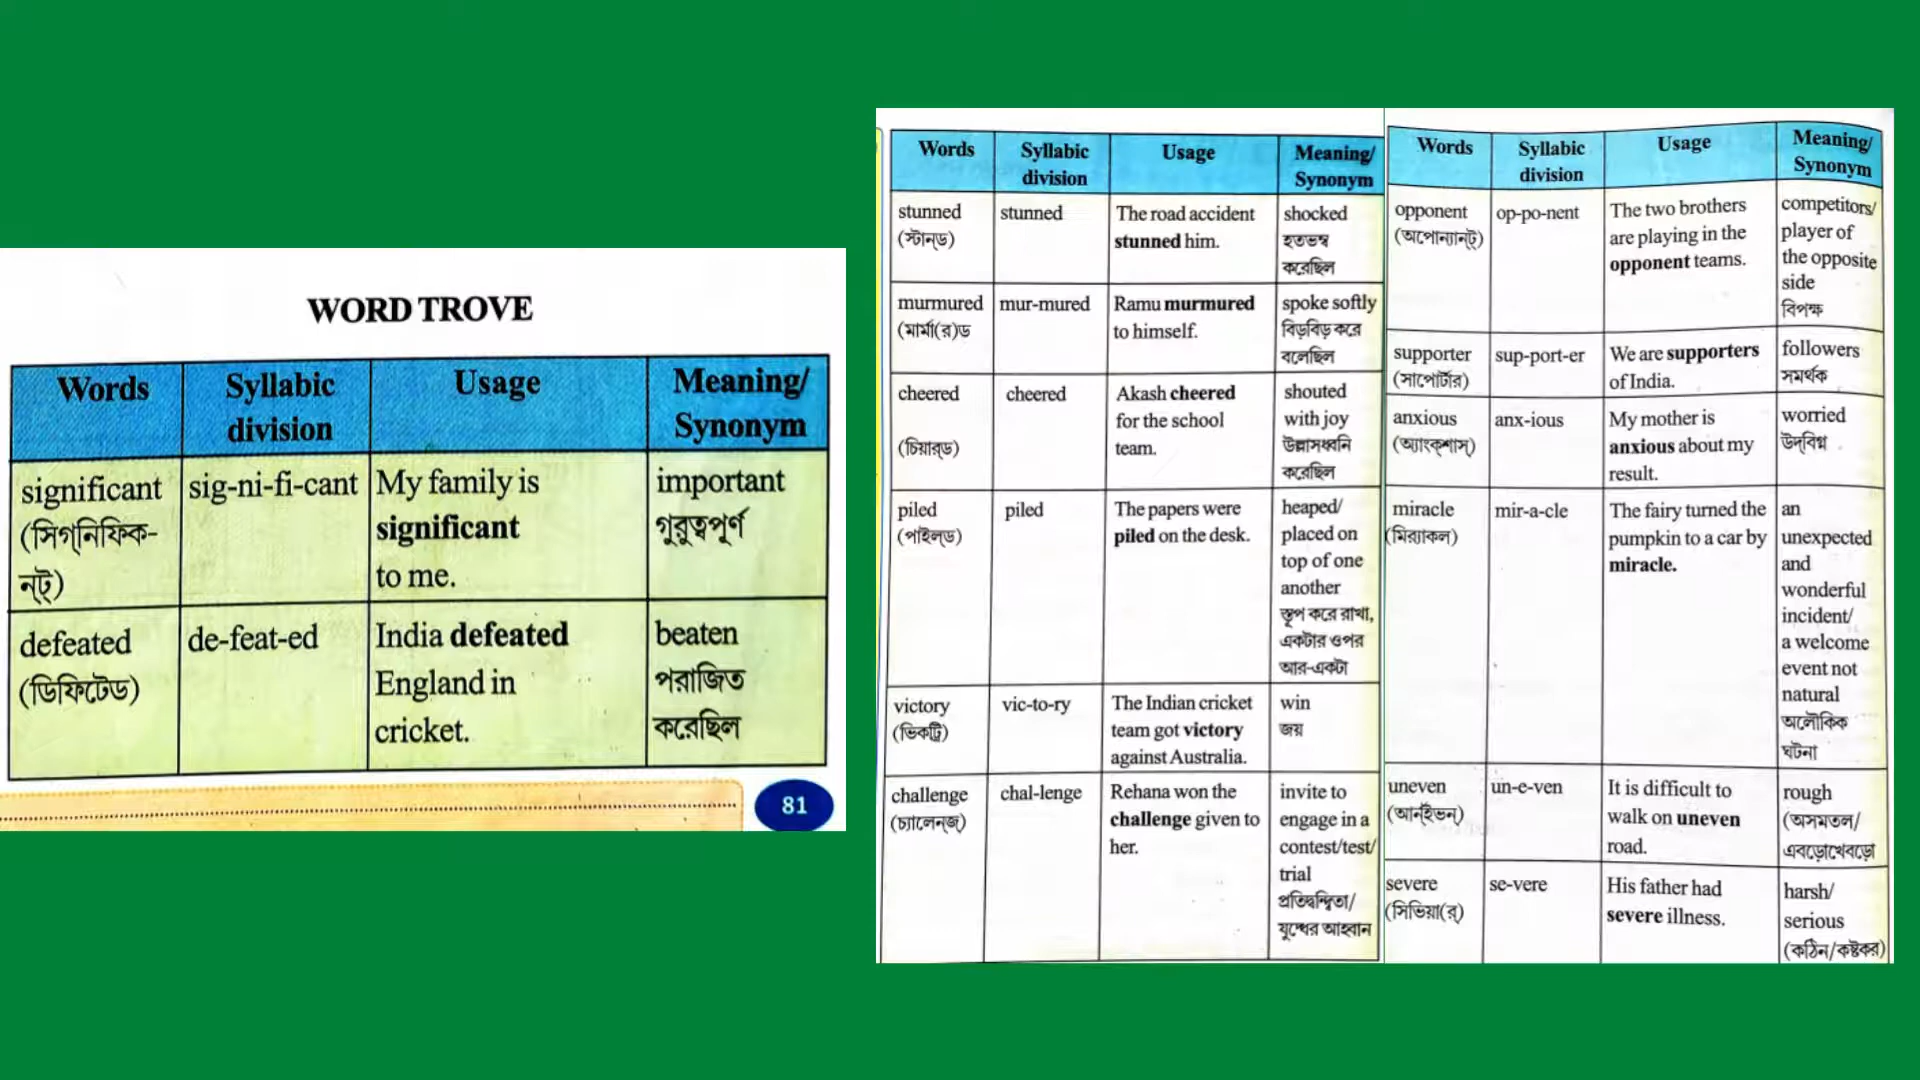 WORD TROVE
Words
Syllabic division
Usage
Meaning/ Synonym
significant
(সিগ্‌নিফিক-
ন্‌ট্)
sig-ni-fi-cant
My family is
significant
to me.
important
গুরুত্বপূর্ণ
defeated
(ডিফিটেড)
de-feat-ed
India defeated
England in
cricket.
beaten
পরাজিত
করেছিল
81
Words
Syllabic division
Usage
Meaning/ Synonym
stunned
(স্টান্‌ড)
stunned
The road accident
stunned him.
shocked
হতভম্ব
করেছিল
murmured
(মার্মা(র)ড
mur-mured
Ramu murmured
to himself.
spoke softly
বিড়বিড় করে
বলেছিল
cheered
(চিয়ার্‌ড)
cheered
Akash cheered
for the school
team.
shouted
with joy
উল্লাসধ্বনি
করেছিল
piled
(পাইল্‌ড)
piled
The papers were
piled on the desk.
heaped/
placed on
top of one
another
স্তূপ করে রাখা,
একটার ওপর
আর-একটা
victory
(ভিকট্রি)
vic-to-ry
The Indian cricket
team got victory
against Australia.
win
জয়
challenge
(চ্যালেন্‌জ্)
chal-lenge
Rehana won the
challenge given to
her.
invite to
engage in a
contest/test/
trial
প্রতিদ্বন্দ্বিতা/
যুদ্ধের আহ্বান
Words
Syllabic division
Usage
Meaning/ Synonym
opponent
(অপোন্যান্‌ট্)
op-po-nent
The two brothers
are playing in the
opponent teams.
competitors/
player of
the opposite
side
বিপক্ষ
supporter
(সাপোর্টার)
sup-port-er
We are supporters
of India.
followers
সমর্থক
anxious
(অ্যাংক্‌শাস্)
anx-ious
My mother is
anxious about my
result.
worried
উদ্‌বিগ্ন
miracle
(মির‍্যাকল)
mir-a-cle
The fairy turned the
pumpkin to a car by
miracle.
an
unexpected
and
wonderful
incident/
a welcome
event not
natural
অলৌকিক
ঘটনা
uneven
(আন্‌ইভন্)
un-e-ven
It is difficult to
walk on uneven
road.
rough
(অসমতল/
এবড়োখেবড়ো
severe
(সিভিয়া(র্)
se-vere
His father had
severe illness.
harsh/
serious
(কঠিন/কষ্টকর)